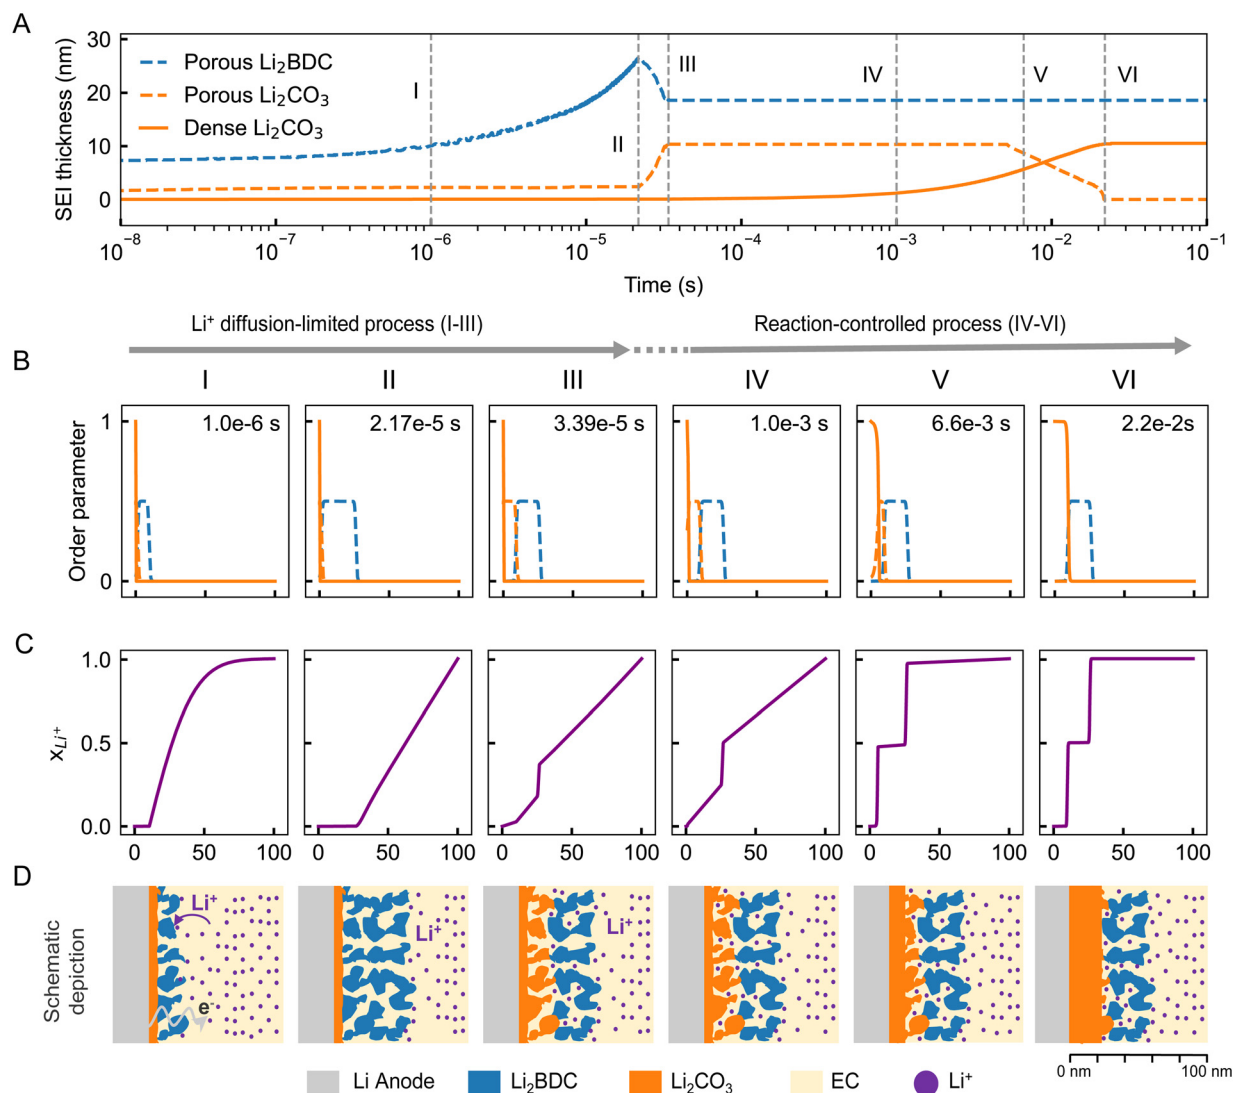 A
SEI thickness (nm)
30
20
10
0
Porous Li₂BDC
Porous Li₂CO₃
Dense Li₂CO₃
I
II
III
IV
V
VI
10⁻⁸
10⁻⁷
10⁻⁶
10⁻⁵
10⁻⁴
10⁻³
10⁻²
10⁻¹
Time (s)
Li⁺ diffusion-limited process (I-III)
Reaction-controlled process (IV-VI)
B
I
II
III
IV
V
VI
Order parameter
1
0
1.0e-6 s
2.17e-5 s
3.39e-5 s
1.0e-3 s
6.6e-3 s
2.2e-2s
C
x_Li⁺
1.0
0.5
0.0
0 50 100
0 50 100
0 50 100
0 50 100
0 50 100
0 50 100
D
Schematic
depiction
Li⁺
e⁻
Li⁺
Li⁺
0 nm 100 nm
Li Anode
Li₂BDC
Li₂CO₃
EC
Li⁺